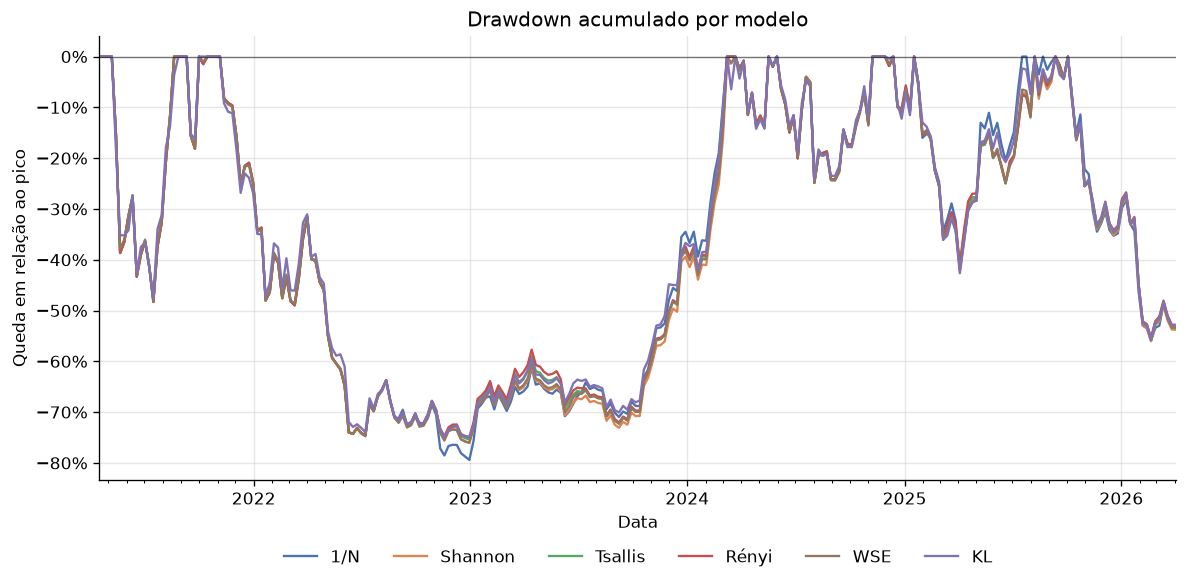 Drawdown acumulado por modelo
Queda em relação ao pico
0%
−10%
−20%
−30%
−40%
−50%
−60%
−70%
−80%
2022 2023 2024 2025 2026
Data
1/N Shannon Tsallis Rényi WSE KL